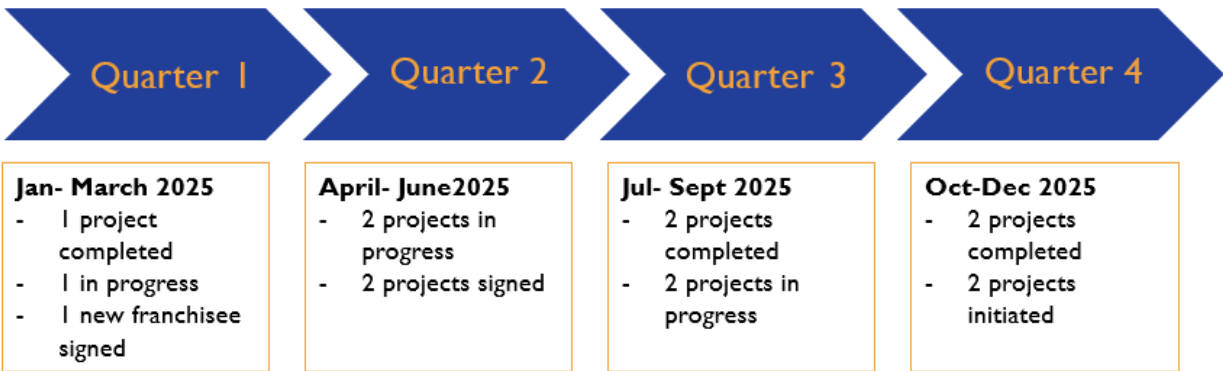 Quarter 1
Quarter 2
Quarter 3
Quarter 4
Jan- March 2025
- 1 project
completed
- 1 in progress
- 1 new franchisee
signed
April- June2025
- 2 projects in
progress
- 2 projects signed
Jul- Sept 2025
- 2 projects
completed
- 2 projects in
progress
Oct-Dec 2025
- 2 projects
completed
- 2 projects
initiated